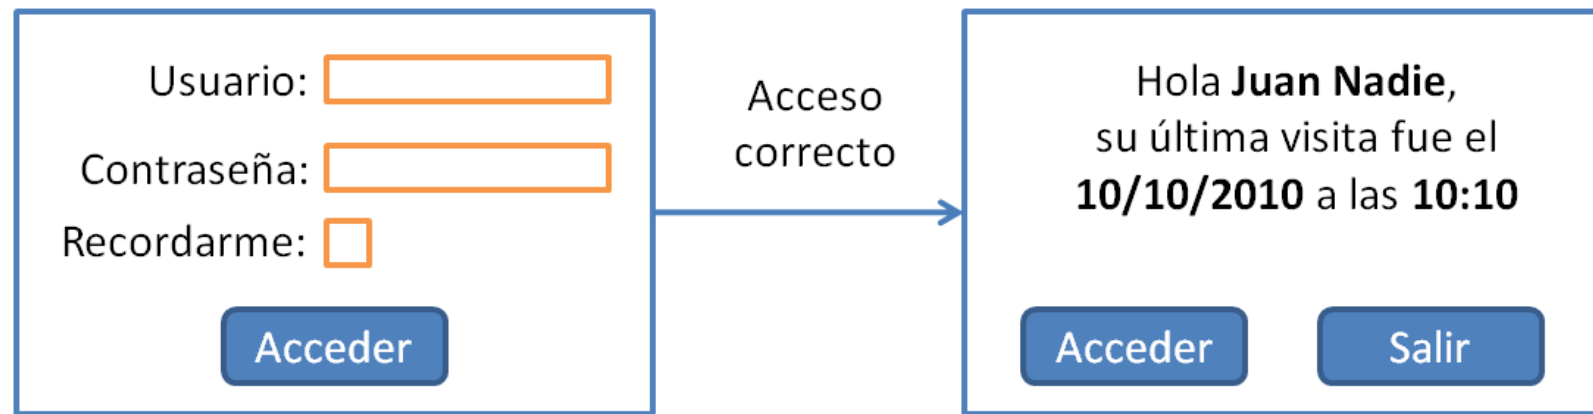 Usuario:
Contraseña:
Recordarme:
Acceder
Acceso
correcto
Hola Juan Nadie,
su última visita fue el
10/10/2010 a las 10:10
Acceder
Salir